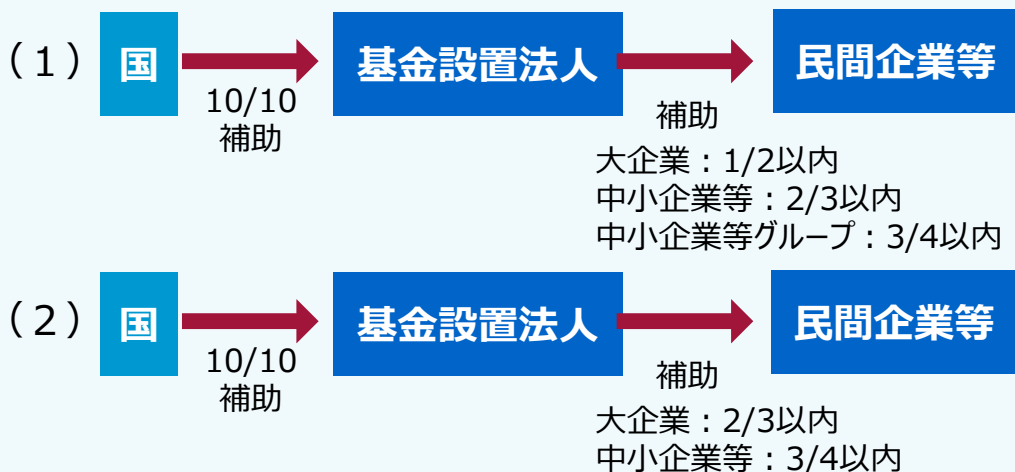 （１） 国 基金設置法人 民間企業等
10/10
補助
補助
大企業：1/2以内
中小企業等：2/3以内
中小企業等グループ：3/4以内
（２） 国 基金設置法人 民間企業等
10/10
補助
補助
大企業：2/3以内
中小企業等：3/4以内